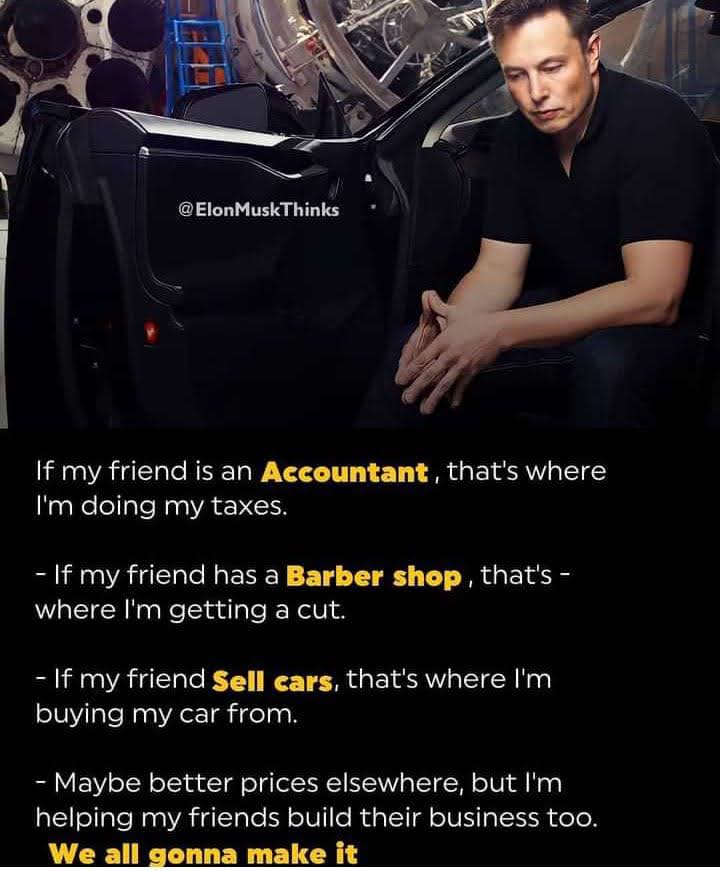 @ElonMuskThinks
If my friend is an Accountant, that's where
I'm doing my taxes.
- If my friend has a Barber shop, that's -
where I'm getting a cut.
- If my friend Sell cars, that's where I'm
buying my car from.
- Maybe better prices elsewhere, but I'm
helping my friends build their business too.
We all gonna make it